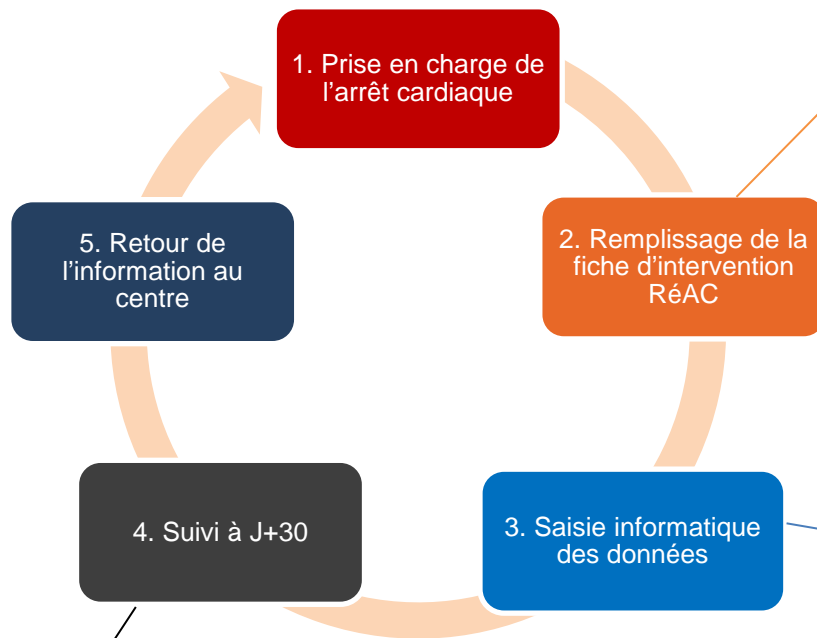 1. Prise en charge de
l’arrêt cardiaque
2. Remplissage de la
fiche d’intervention
RéAC
3. Saisie informatique
des données
4. Suivi à J+30
5. Retour de
l’information au
centre